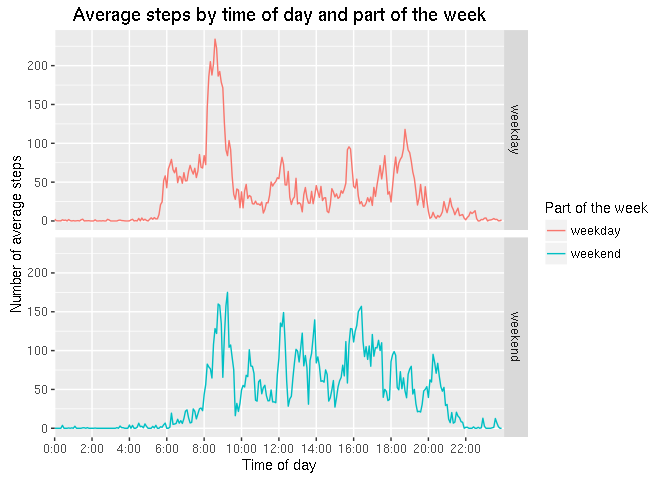 Average steps by time of day and part of the week
Number of average steps
200
150
100
50
0
weekday
200
150
100
50
0
weekend
0:00 2:00 4:00 6:00 8:00 10:00 12:00 14:00 16:00 18:00 20:00 22:00
Time of day
Part of the week
weekday
weekend